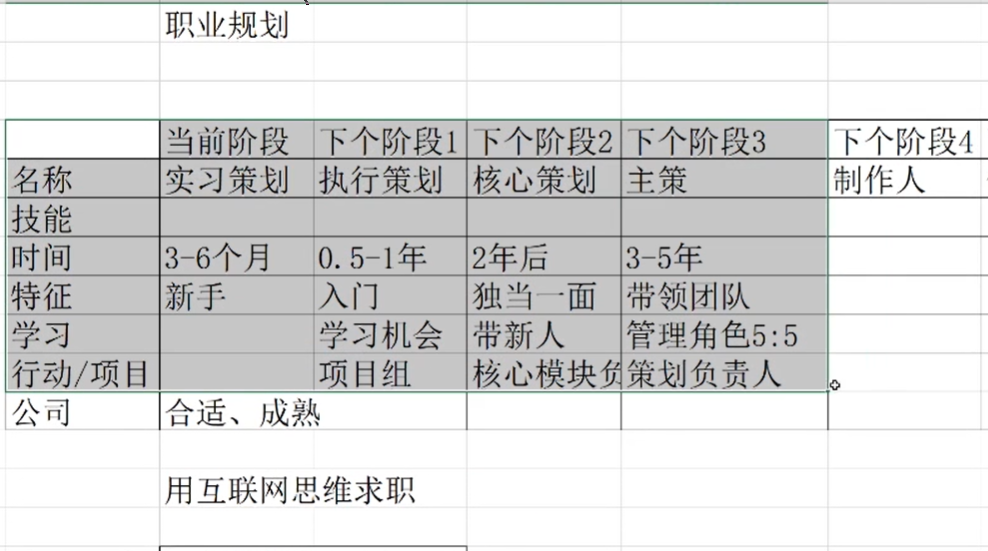 职业规划
当前阶段 下个阶段1 下个阶段2 下个阶段3 下个阶段4
名称 实习策划 执行策划 核心策划 主策 制作人
技能
时间 3-6个月 0.5-1年 2年后 3-5年
特征 新手 入门 独当一面 带领团队
学习 学习机会 带新人 管理角色5:5
行动/项目 项目组 核心模块负 策划负责人
公司 合适、成熟
用互联网思维求职